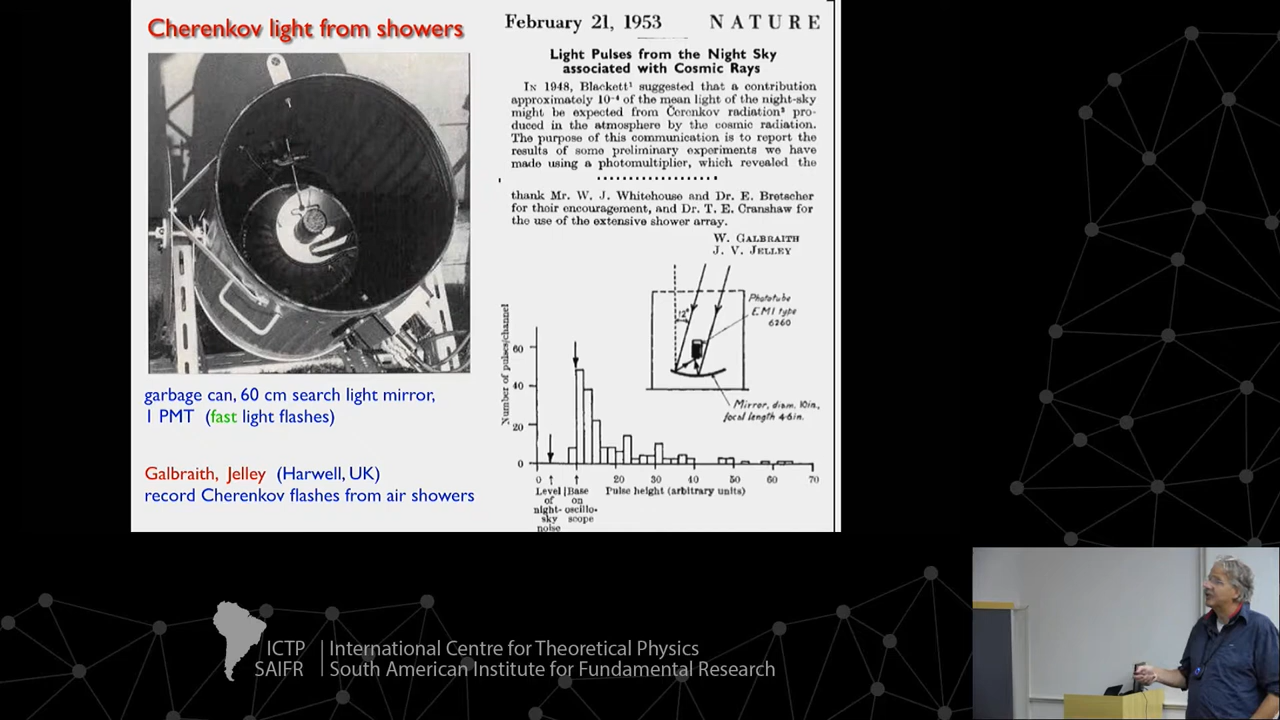 Cherenkov light from showers
garbage can, 60 cm search light mirror,
1 PMT (fast light flashes)
Galbraith, Jelley (Harwell, UK)
record Cherenkov flashes from air showers
February 21, 1953 NATURE
Light Pulses from the Night Sky
associated with Cosmic Rays
IN 1948, Blackett¹ suggested that a contribution
approximately 10⁻⁴ of the mean light of the night-sky
might be expected from Čerenkov radiation² pro-
duced in the atmosphere by the cosmic radiation.
The purpose of this communication is to report the
results of some preliminary experiments we have
made using a photomultiplier, which revealed the
thank Mr. W. J. Whitehouse and Dr. E. Bretscher
for their encouragement, and Dr. T. E. Cranshaw for
the use of the extensive shower array.
W. GALBRAITH
J. V. JELLEY
12°
Phototube
E.M.I type
6260
Mirror, diam. 10in,
focal length 4·5in.
Number of pulses/channel
60
40
20
0
0 20 30 40 50 60 70
Level
of
night-
sky
noise
Base
on
oscillo-
scope
Pulse height (arbitrary units)
ICTP
SAIFR
International Centre for Theoretical Physics
South American Institute for Fundamental Research